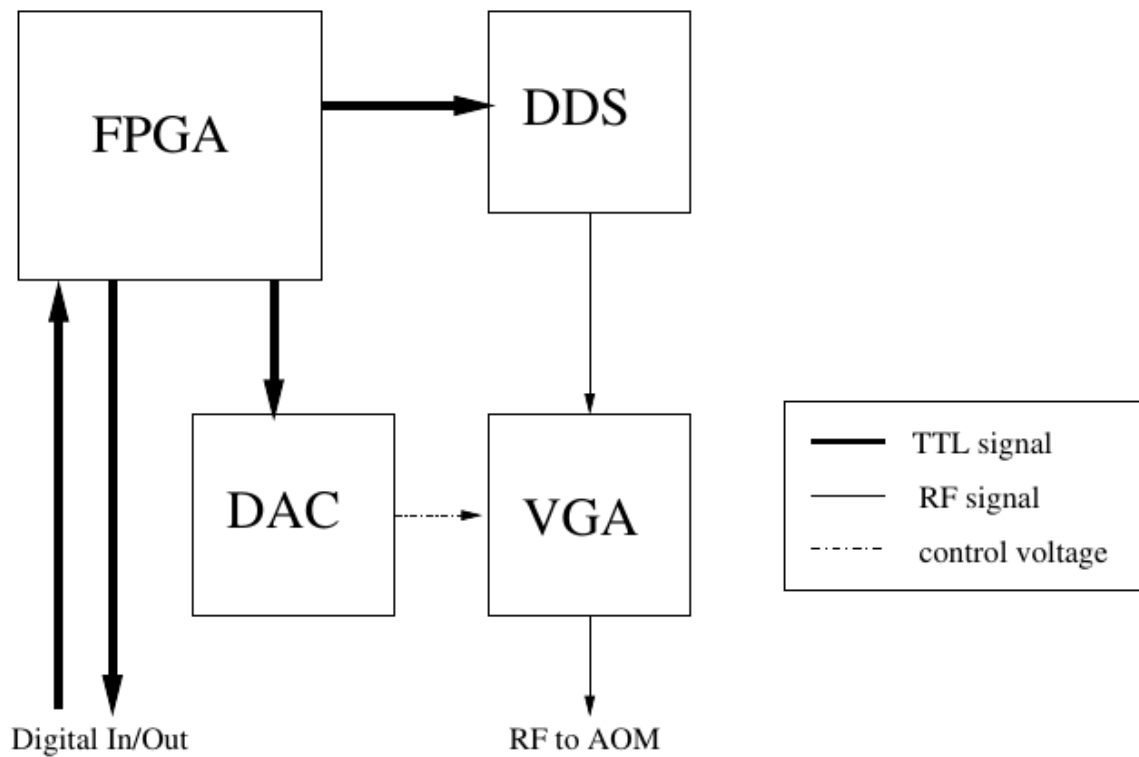 FPGA
DDS
DAC
VGA
TTL signal
RF signal
control voltage
Digital In/Out
RF to AOM